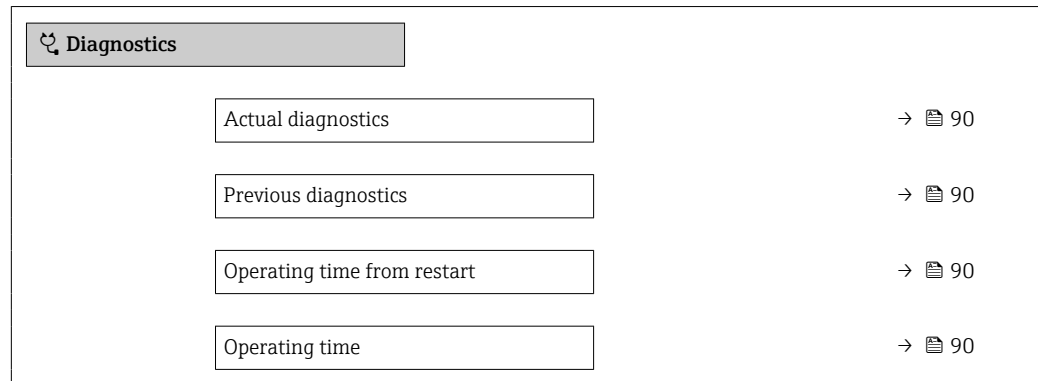 Diagnostics
Actual diagnostics → 90
Previous diagnostics → 90
Operating time from restart → 90
Operating time → 90